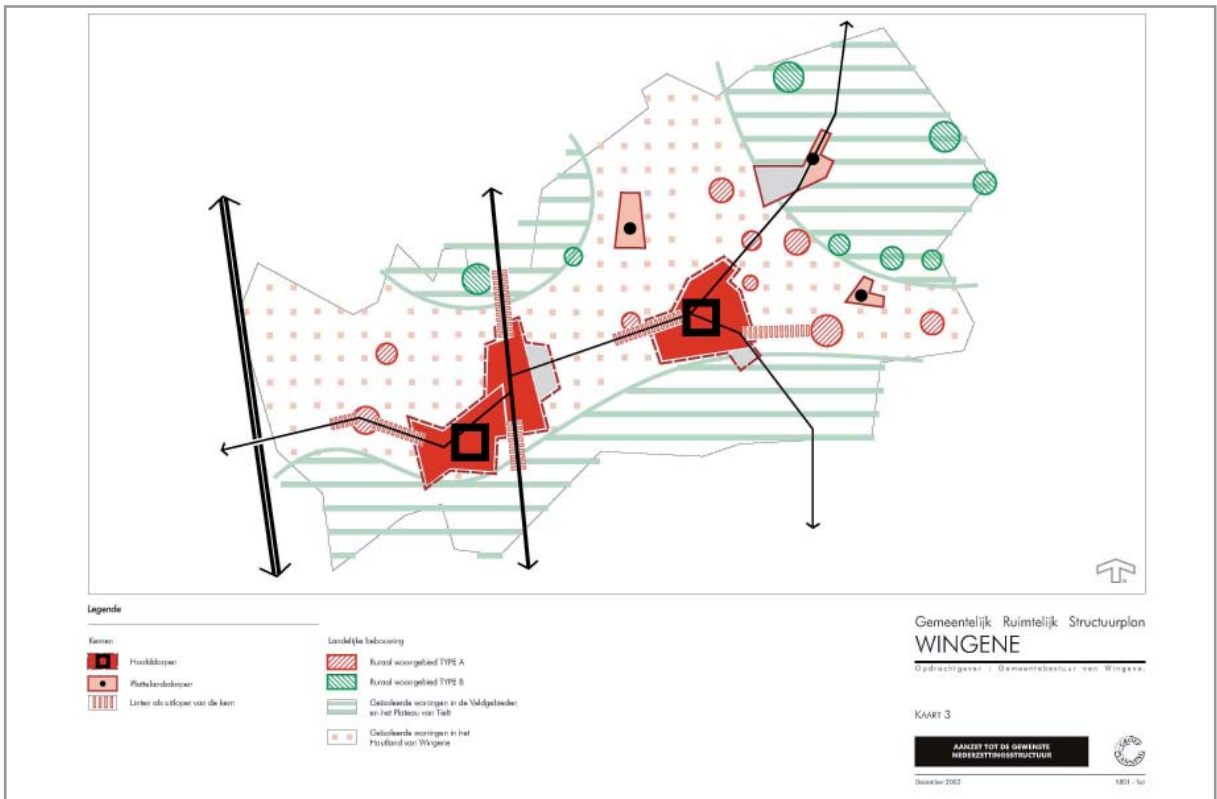 Legende
Kernen
Hoofddorpen
Plattelandsdorpen
Linten als uitloper van de kern
Landelijke bebouwing
Ruraal woongebied TYPE A
Ruraal woongebied TYPE B
Geïsoleerde woningen in de Veldgebieden
en het Plateau van Tielt
Geïsoleerde woningen in het
Houtland van Wingene
Gemeentelijk Ruimtelijk Structuurplan
WINGENE
Opdrachtgever : Gemeentebestuur van Wingene.
KAART 3
AANZET TOT DE GEWENSTE
NEDERZETTINGSSTRUCTUUR
GROEP
PLANNING
December 2002
N